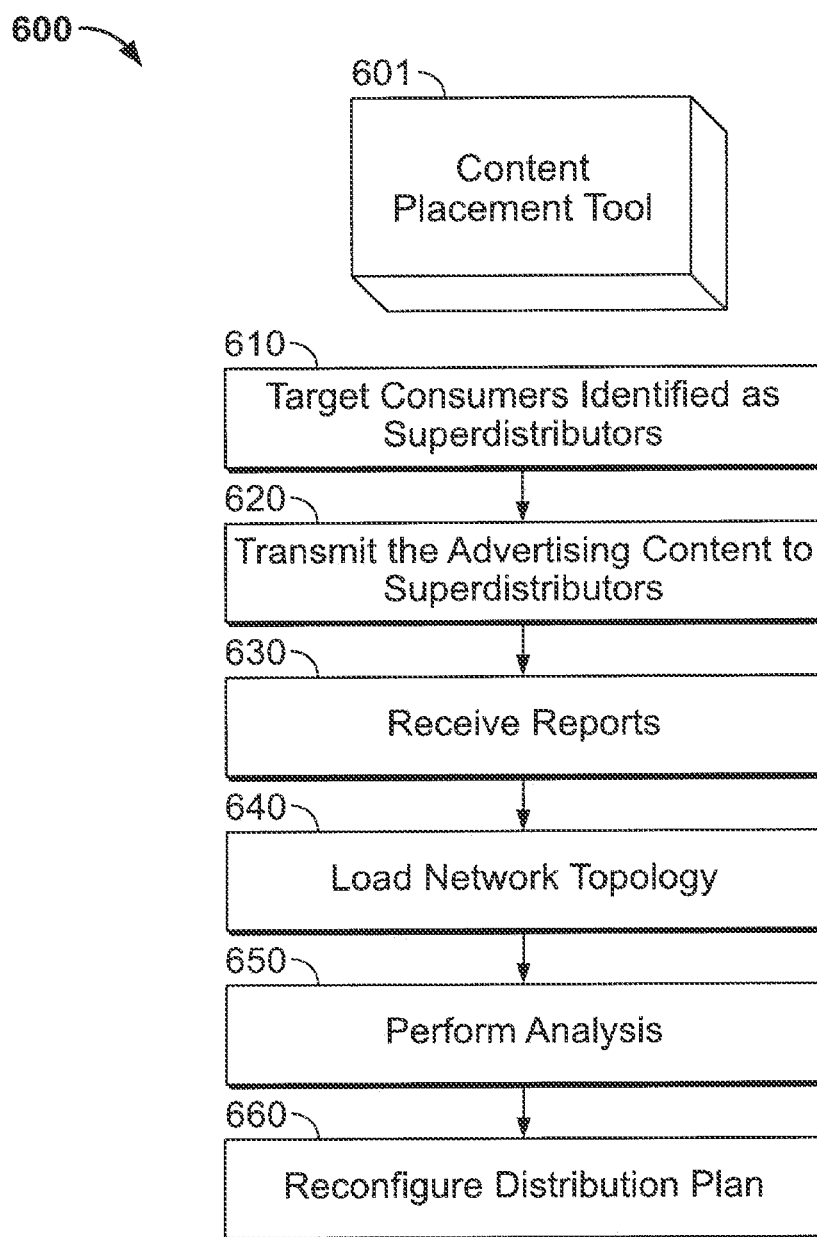 600
601
Content
Placement Tool
610
Target Consumers Identified as
Superdistributors
620
Transmit the Advertising Content to
Superdistributors
630
Receive Reports
640
Load Network Topology
650
Perform Analysis
660
Reconfigure Distribution Plan